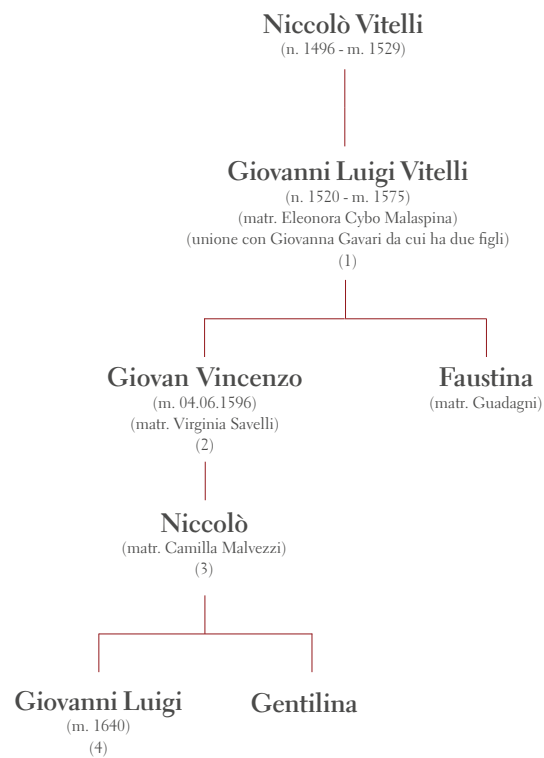 Niccolò Vitelli
(n. 1496 - m. 1529)
Giovanni Luigi Vitelli
(n. 1520 - m. 1575)
(matr. Eleonora Cybo Malaspina)
(unione con Giovanna Gavari da cui ha due figli)
(1)
Giovan Vincenzo
(m. 04.06.1596)
(matr. Virginia Savelli)
(2)
Faustina
(matr. Guadagni)
Niccolò
(matr. Camilla Malvezzi)
(3)
Giovanni Luigi
(m. 1640)
(4)
Gentilina